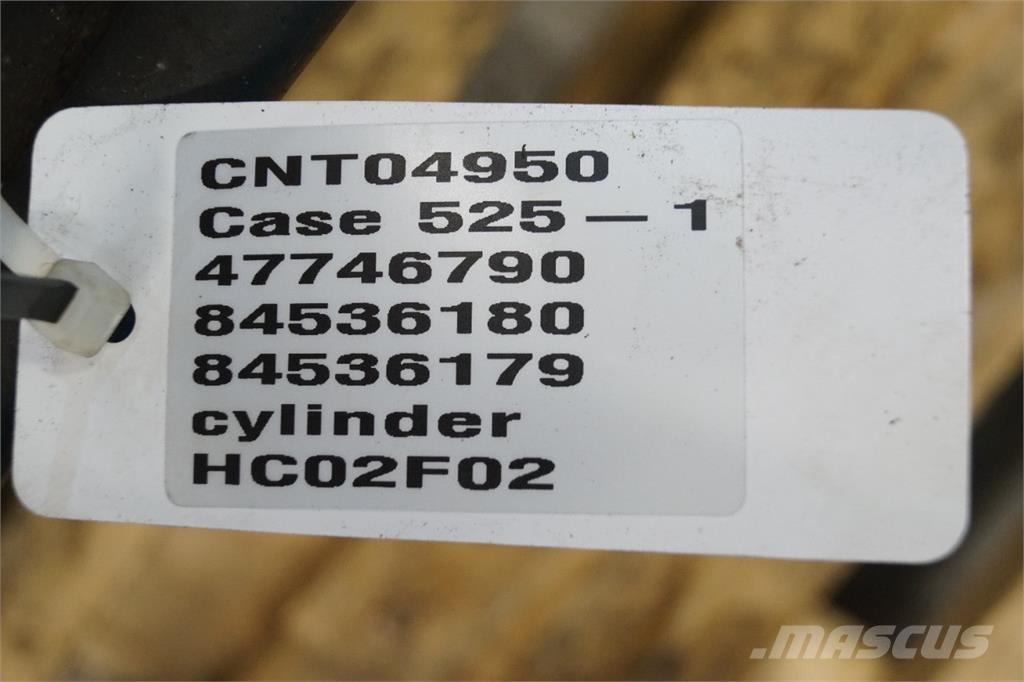 CNT04950
Case 525 — 1
47746790
84536180
84536179
cylinder
HC02F02
MASCUS